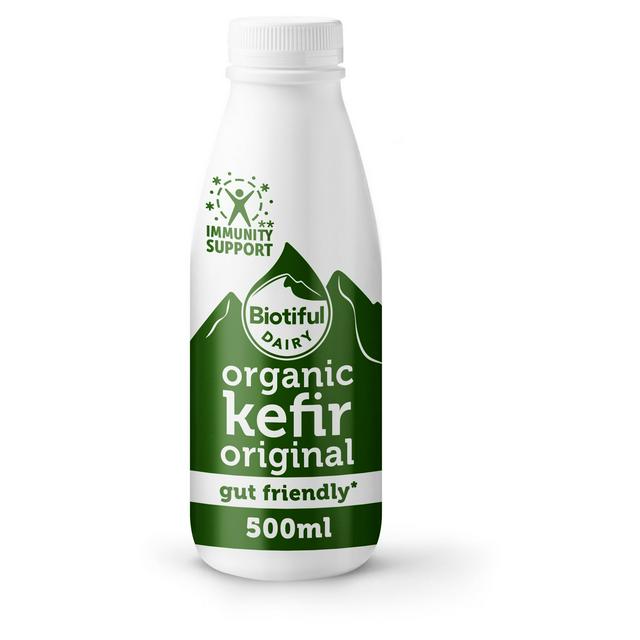 IMMUNITY**
SUPPORT
Biotiful
DAIRY
organic
kefir
original
gut friendly*
500ml